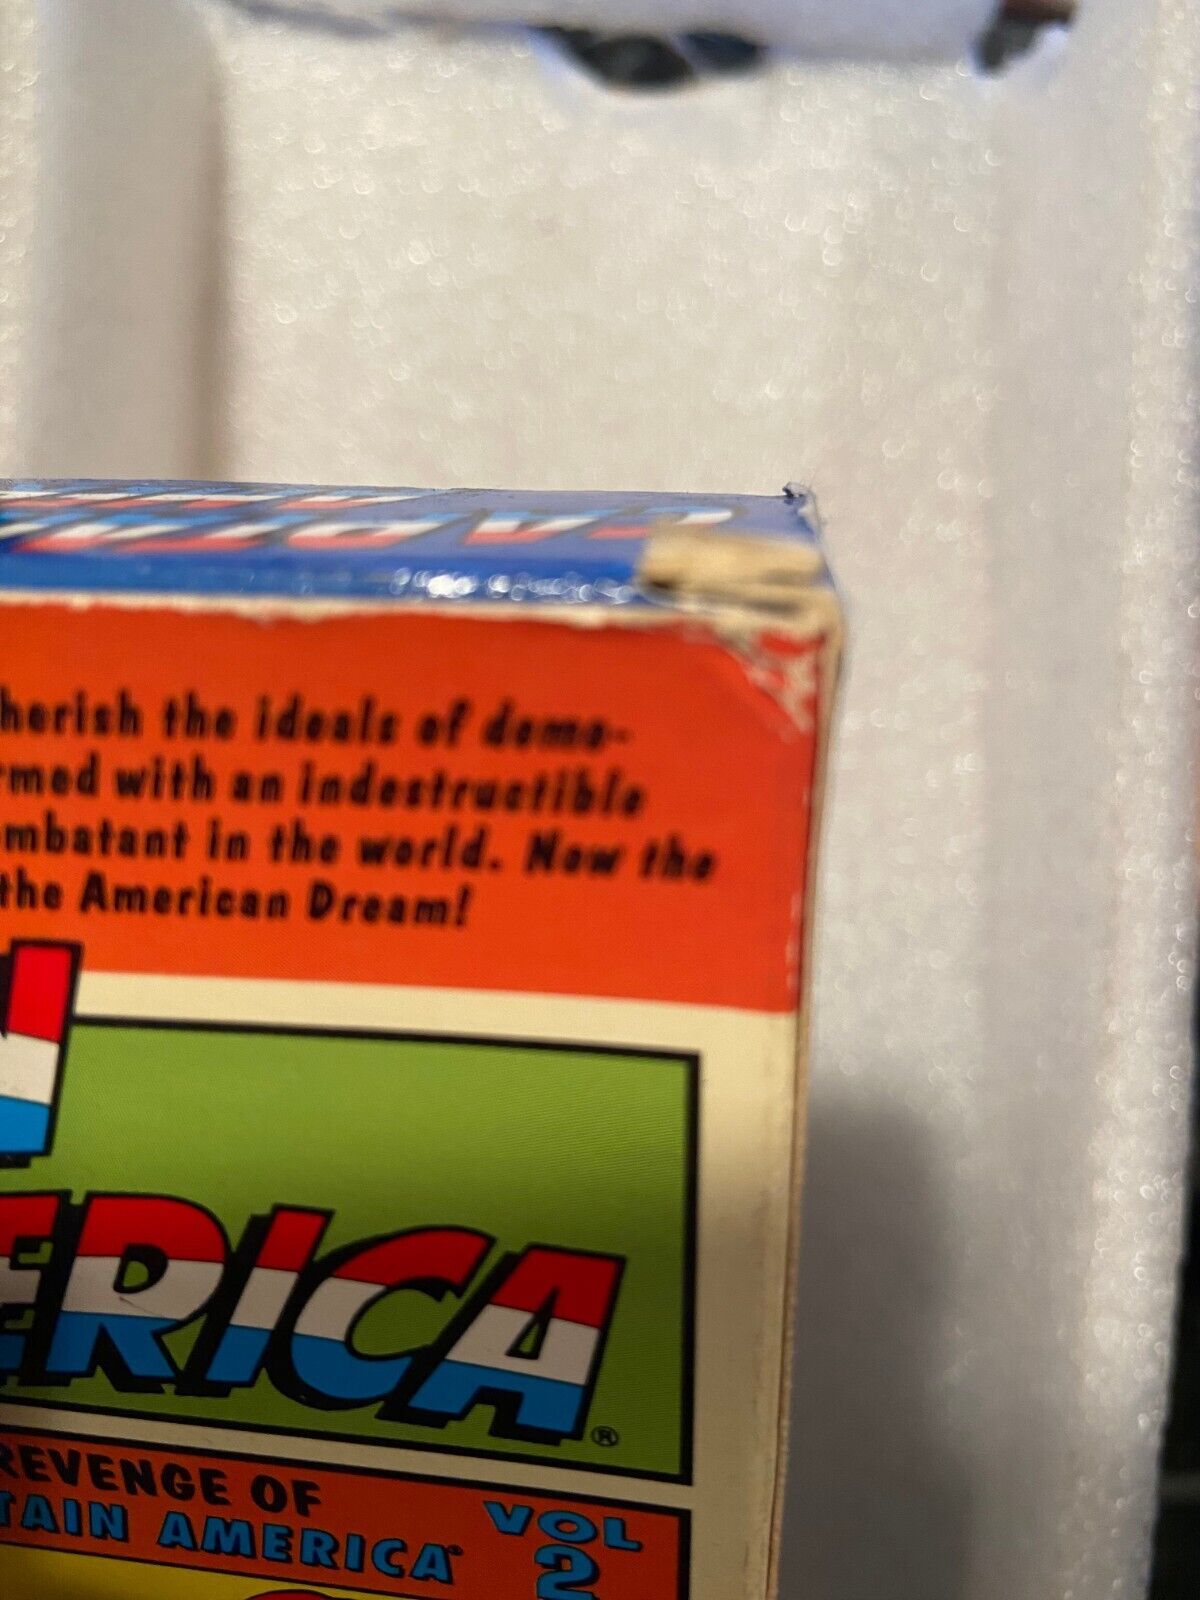 CAPTAIN
herish the ideals of demo-
rmed with an indestructible
mbatant in the world. Now the
the American Dream!
N
ERICA®
REVENGE OF
TAIN AMERICA®
VOL
2